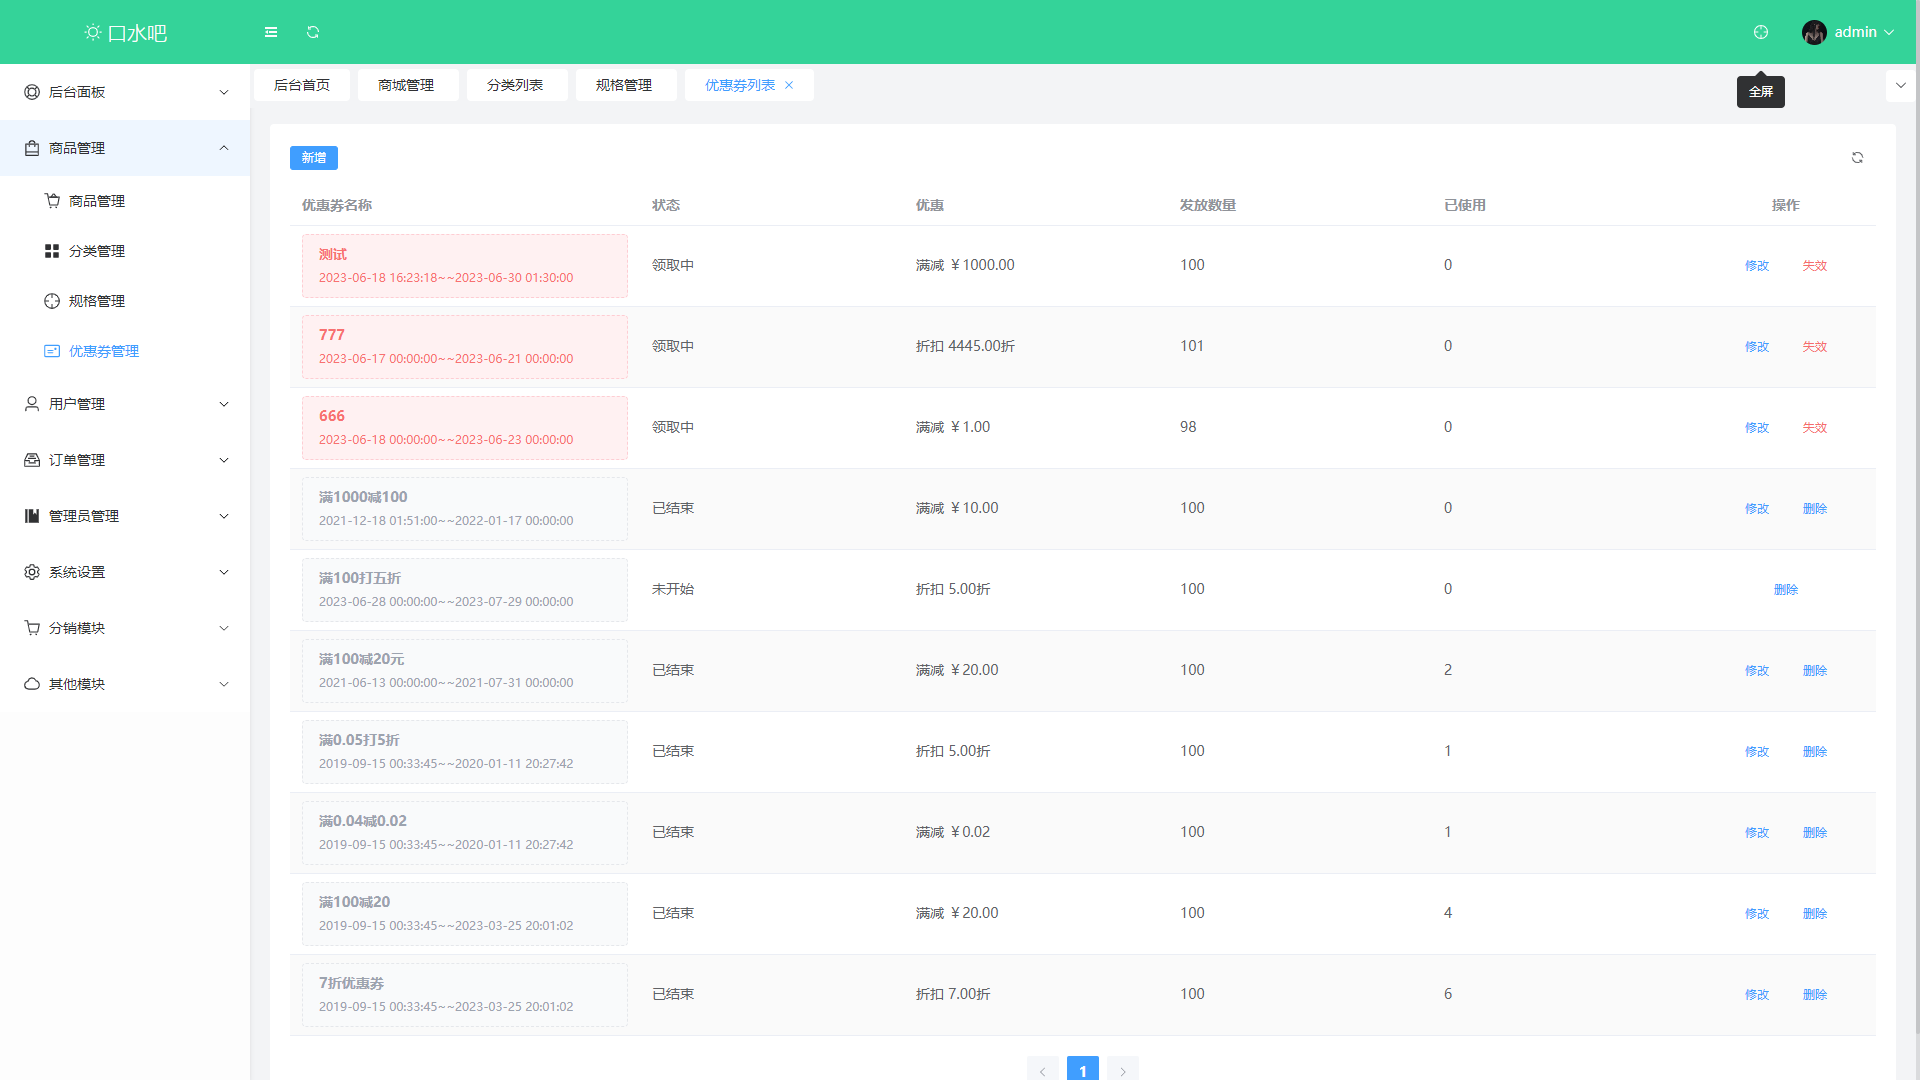 口水吧
admin
后台面板
商品管理
商品管理
分类管理
规格管理
优惠券管理
用户管理
订单管理
管理员管理
系统设置
分销模块
其他模块
后台首页 商城管理 分类列表 规格管理 优惠券列表
全屏
新增
优惠券名称 状态 优惠 发放数量 已使用 操作
测试
2023-06-18 16:23:18~~2023-06-30 01:30:00
领取中 满减 ¥1000.00 100 0 修改 失效
777
2023-06-17 00:00:00~~2023-06-21 00:00:00
领取中 折扣 4445.00折 101 0 修改 失效
666
2023-06-18 00:00:00~~2023-06-23 00:00:00
领取中 满减 ¥1.00 98 0 修改 失效
满1000减100
2021-12-18 01:51:00~~2022-01-17 00:00:00
已结束 满减 ¥10.00 100 0 修改 删除
满100打五折
2023-06-28 00:00:00~~2023-07-29 00:00:00
未开始 折扣 5.00折 100 0 删除
满100减20元
2021-06-13 00:00:00~~2021-07-31 00:00:00
已结束 满减 ¥20.00 100 2 修改 删除
满0.05打5折
2019-09-15 00:33:45~~2020-01-11 20:27:42
已结束 折扣 5.00折 100 1 修改 删除
满0.04减0.02
2019-09-15 00:33:45~~2020-01-11 20:27:42
已结束 满减 ¥0.02 100 1 修改 删除
满100减20
2019-09-15 00:33:45~~2023-03-25 20:01:02
已结束 满减 ¥20.00 100 4 修改 删除
7折优惠券
2019-09-15 00:33:45~~2023-03-25 20:01:02
已结束 折扣 7.00折 100 6 修改 删除
1